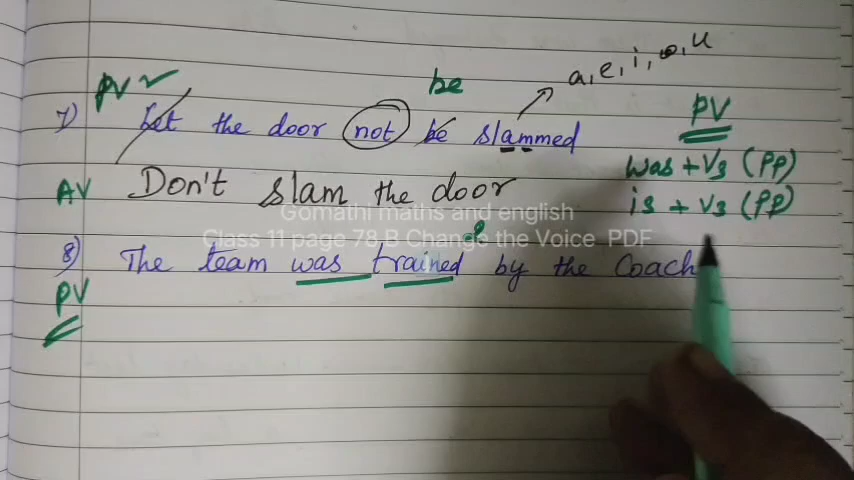 a, e, i, o, u
PV ✓ be
PV
7) Let the door not be slammed
was + V3 (PP)
AV Don't slam the door
is + V3 (PP)
Gomathi maths and english
Class 11 page 78,B Change the Voice PDF
8) The team was trained by the Coach
PV